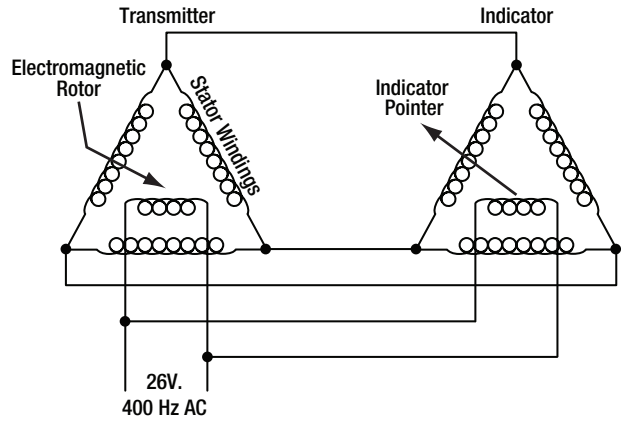 Transmitter
Indicator
Electromagnetic
Rotor
Stator Windings
Indicator
Pointer
26V.
400 Hz AC